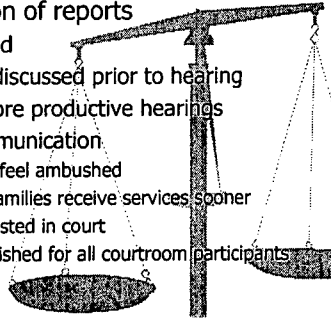 on of reports
d
discussed prior to hearing
ore productive hearings
munication
feel ambushed
amilies receive services sooner
sted in court
ished for all courtroom participants